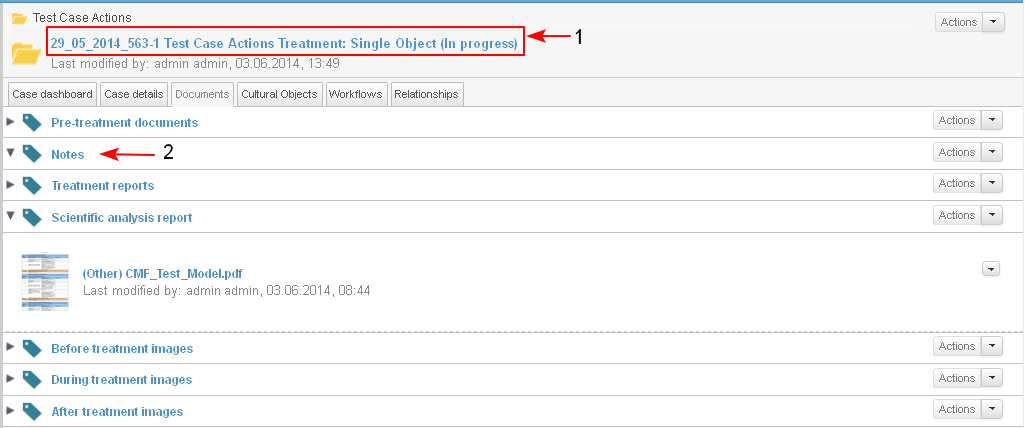 Test Case Actions
Actions
29_05_2014_563-1 Test Case Actions Treatment: Single Object (In progress)
1
Last modified by: admin admin, 03.06.2014, 13:49
Case dashboard Case details Documents Cultural Objects Workflows Relationships
Pre-treatment documents Actions
Notes 2 Actions
Treatment reports Actions
Scientific analysis report Actions
(Other) CMF_Test_Model.pdf
Last modified by: admin admin, 03.06.2014, 08:44
Before treatment images Actions
During treatment images Actions
After treatment images Actions